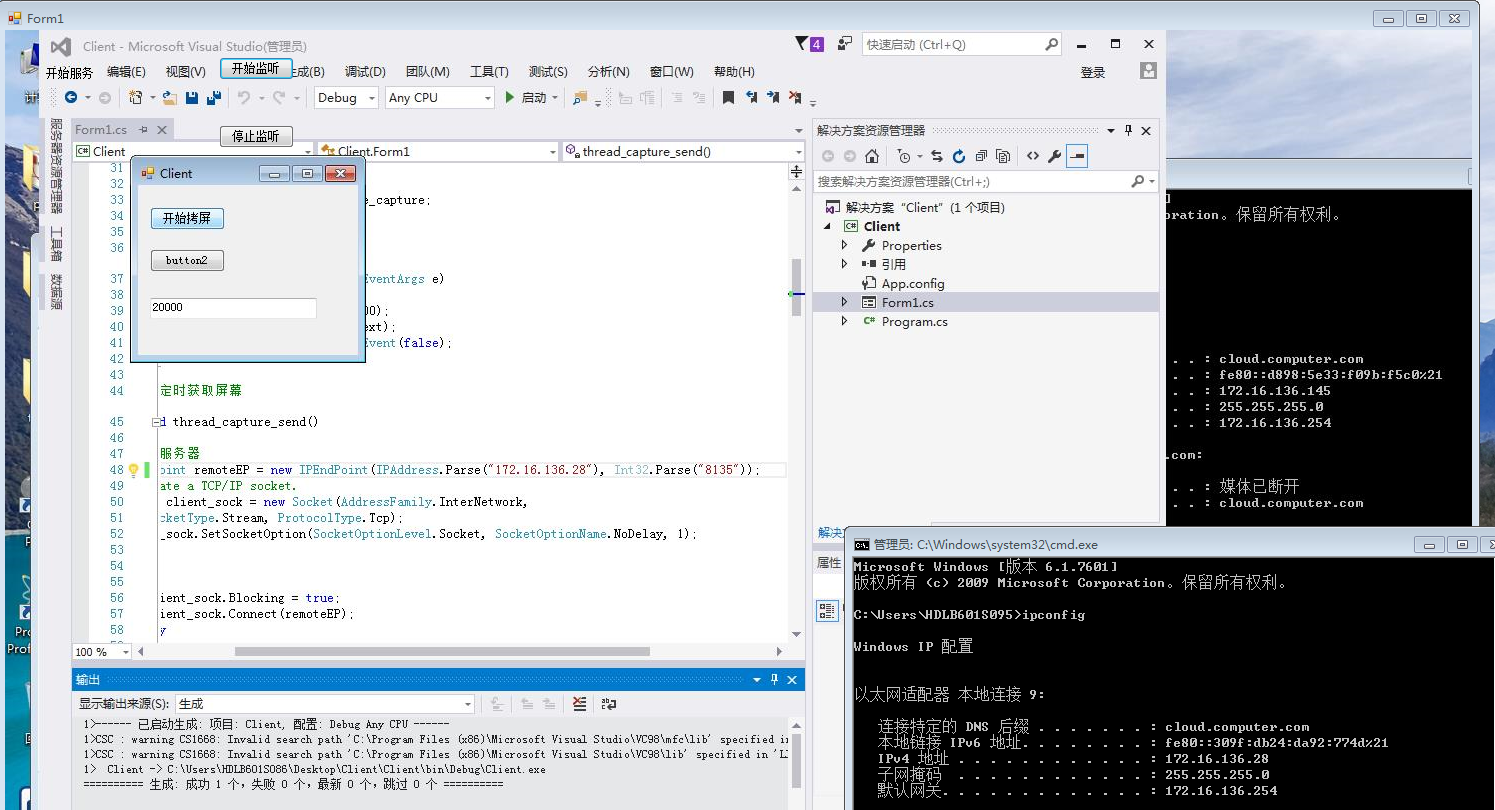 Form1
Client - Microsoft Visual Studio(管理员)
4
快速启动 (Ctrl+Q)
开始服务
编辑(E)
视图(V)
开始监听
生成(B)
调试(D)
团队(M)
工具(T)
测试(S)
分析(N)
窗口(W)
帮助(H)
登录
Debug
Any CPU
启动
停止监听
Form1.cs
Client
Client.Form1
thread_capture_send()
服务器资源管理器
工具箱
数据源
Client
开始拷屏
button2
20000
31
32
33 e_capture;
34
35
36
37 EventArgs e)
38
39 00);
40 ext);
41 Event(false);
42
43
44 定时获取屏幕
45 d thread_capture_send()
46
47 服务器
48 oint remoteEP = new IPEndPoint(IPAddress.Parse("172.16.136.28"), Int32.Parse("8135"));
49 ate a TCP/IP socket.
50 client_sock = new Socket(AddressFamily.InterNetwork,
51 cketType.Stream, ProtocolType.Tcp);
52 _sock.SetSocketOption(SocketOptionLevel.Socket, SocketOptionName.NoDelay, 1);
53
54
55
56 ient_sock.Blocking = true;
57 ient_sock.Connect(remoteEP);
58 y
100 %
输出
显示输出来源(S): 生成
1>------ 已启动生成: 项目: Client, 配置: Debug Any CPU ------
1>CSC : warning CS1668: Invalid search path 'C:\Program Files (x86)\Microsoft Visual Studio\VC98\mfc\lib' specified in
1>CSC : warning CS1668: Invalid search path 'C:\Program Files (x86)\Microsoft Visual Studio\VC98\lib' specified in 'LI
1> Client -> C:\Users\HDLB601S086\Desktop\Client\Client\bin\Debug\Client.exe
========== 生成: 成功 1 个，失败 0 个，最新 0 个，跳过 0 个 ==========
解决方案资源管理器
搜索解决方案资源管理器(Ctrl+;)
解决方案 "Client" (1 个项目)
Client
Properties
引用
App.config
Form1.cs
Program.cs
解决
属性
]
oration。保留所有权利。
. . : cloud.computer.com
. . : fe80::d898:5e33:f09b:f5c0%21
. . : 172.16.136.145
. . : 255.255.255.0
. . : 172.16.136.254
.com:
. . : 媒体已断开
. . : cloud.computer.com
管理员: C:\Windows\system32\cmd.exe
Microsoft Windows [版本 6.1.7601]
版权所有 (c) 2009 Microsoft Corporation。保留所有权利。
C:\Users\HDLB601S095>ipconfig
Windows IP 配置
以太网适配器 本地连接 9:
连接特定的 DNS 后缀 . . . . . . . : cloud.computer.com
本地链接 IPv6 地址. . . . . . . . : fe80::309f:db24:da92:774d%21
IPv4 地址 . . . . . . . . . . . . : 172.16.136.28
子网掩码 . . . . . . . . . . . . : 255.255.255.0
默认网关. . . . . . . . . . . . . : 172.16.136.254